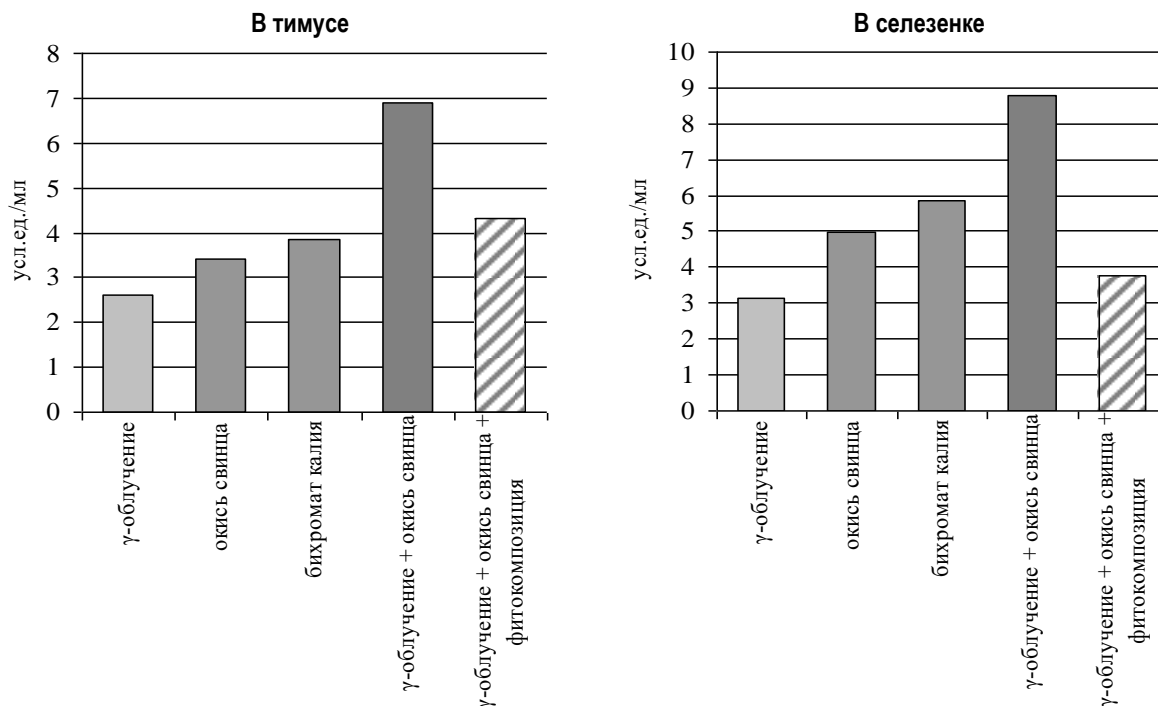 В тимусе
8
7
6
5
4
3
2
1
0
усл.ед./мл
γ-облучение
окись свинца
бихромат калия
γ-облучение + окись свинца
γ-облучение + окись свинца +
фитокомпозиция
В селезенке
10
9
8
7
6
5
4
3
2
1
0
усл.ед./мл
γ-облучение
окись свинца
бихромат калия
γ-облучение + окись свинца
γ-облучение + окись свинца +
фитокомпозиция